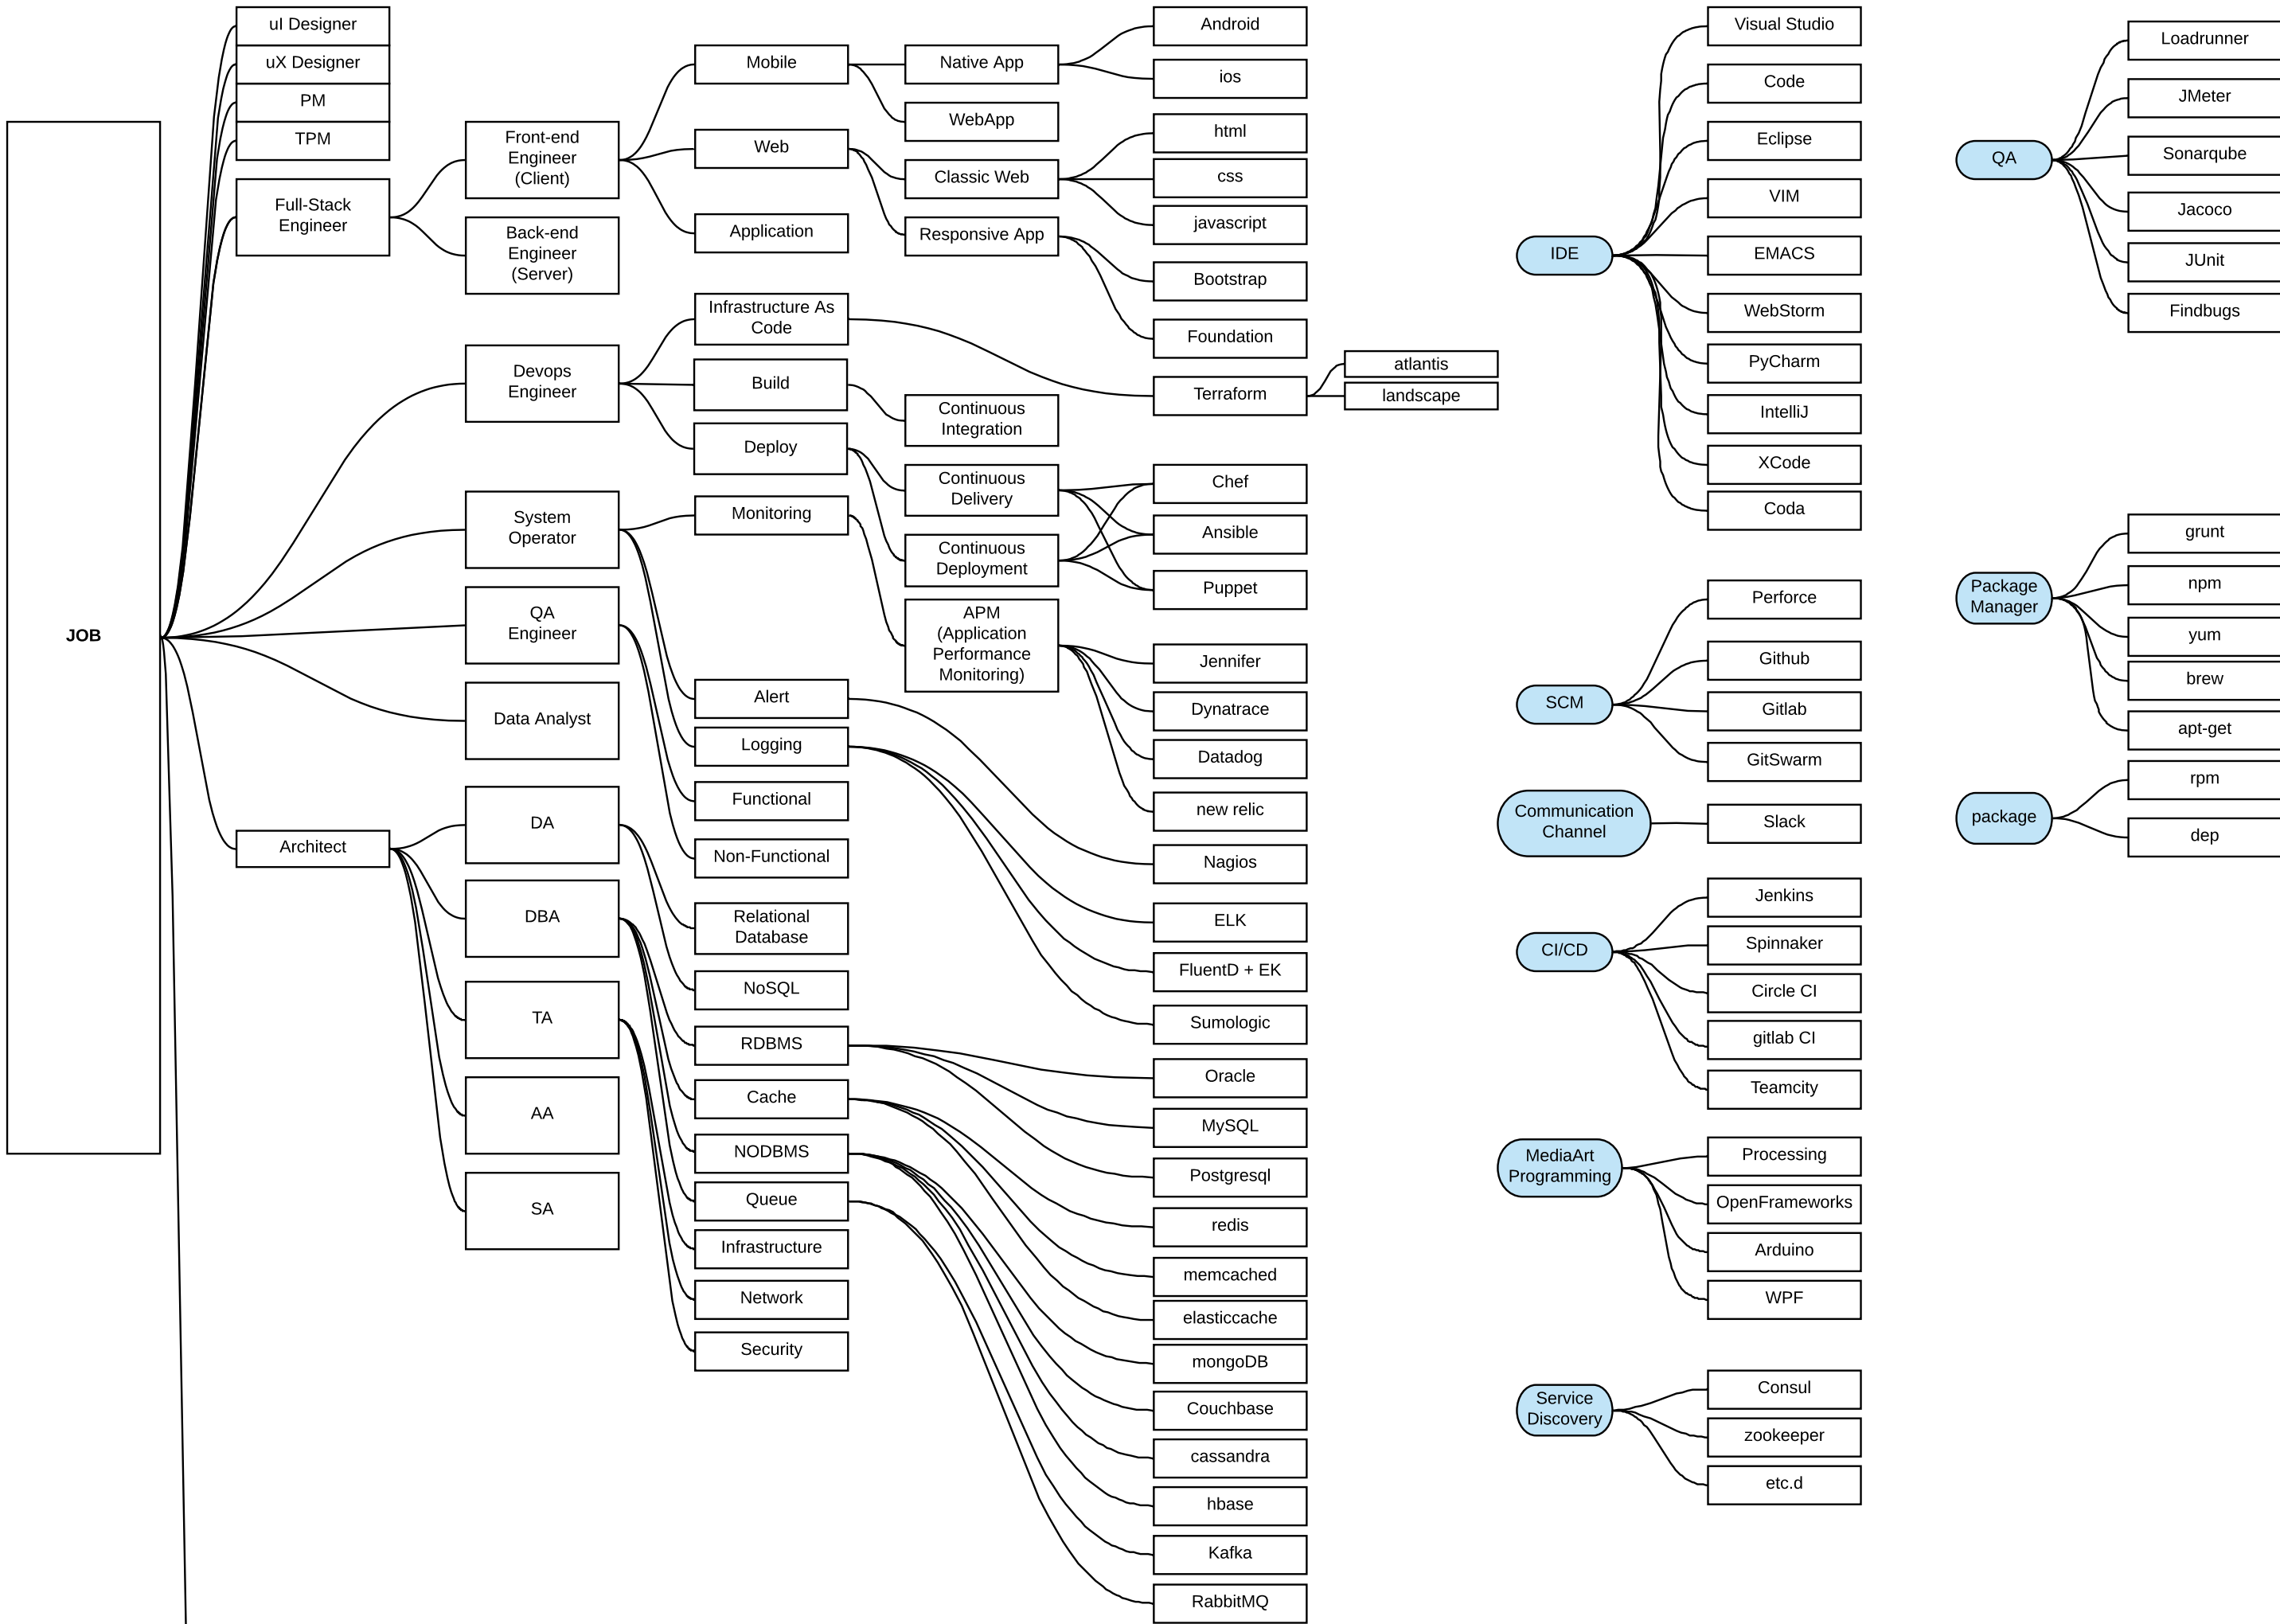 JOB
uI Designer
uX Designer
PM
TPM
Full-Stack
Engineer
Architect
Front-end
Engineer
(Client)
Back-end
Engineer
(Server)
Devops
Engineer
System
Operator
QA
Engineer
Data Analyst
DA
DBA
TA
AA
SA
Mobile
Web
Application
Infrastructure As
Code
Build
Deploy
Monitoring
Alert
Logging
Functional
Non-Functional
Relational
Database
NoSQL
RDBMS
Cache
NODBMS
Queue
Infrastructure
Network
Security
Native App
WebApp
Classic Web
Responsive App
Continuous
Integration
Continuous
Delivery
Continuous
Deployment
APM
(Application
Performance
Monitoring)
Android
ios
html
css
javascript
Bootstrap
Foundation
Terraform
Chef
Ansible
Puppet
Jennifer
Dynatrace
Datadog
new relic
Nagios
ELK
FluentD + EK
Sumologic
Oracle
MySQL
Postgresql
redis
memcached
elasticcache
mongoDB
Couchbase
cassandra
hbase
Kafka
RabbitMQ
atlantis
landscape
IDE
Visual Studio
Code
Eclipse
VIM
EMACS
WebStorm
PyCharm
IntelliJ
XCode
Coda
SCM
Perforce
Github
Gitlab
GitSwarm
Communication
Channel
Slack
CI/CD
Jenkins
Spinnaker
Circle CI
gitlab CI
Teamcity
MediaArt
Programming
Processing
OpenFrameworks
Arduino
WPF
Service
Discovery
Consul
zookeeper
etc.d
QA
Loadrunner
JMeter
Sonarqube
Jacoco
JUnit
Findbugs
Package
Manager
grunt
npm
yum
brew
apt-get
package
rpm
dep